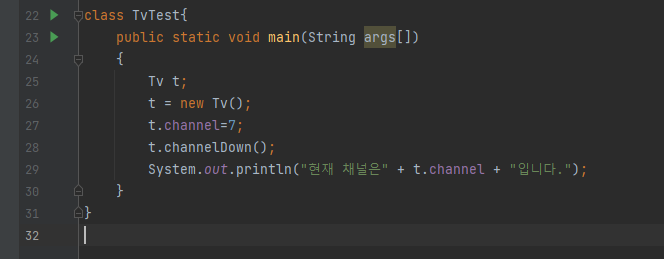 22 class TvTest{
23 public static void main(String args[])
24 {
25 Tv t;
26 t = new Tv();
27 t.channel=7;
28 t.channelDown();
29 System.out.println("현재 채널은" + t.channel + "입니다.");
30 }
31 }
32